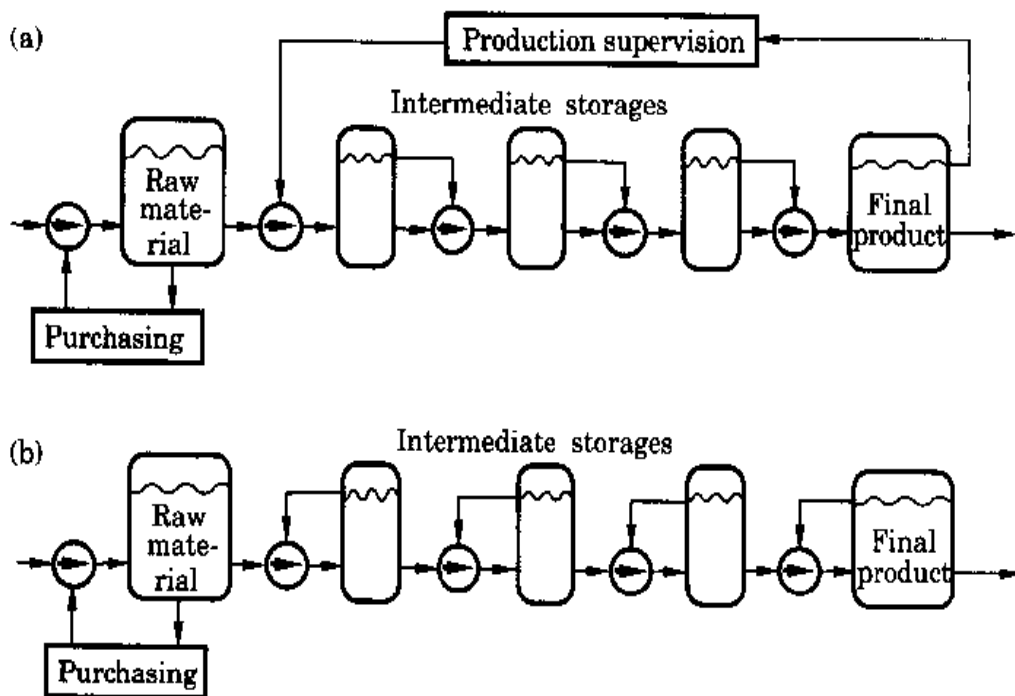 (a)
Production supervision
Intermediate storages
Raw
mate-
rial
Final
product
Purchasing
(b)
Intermediate storages
Raw
mate-
rial
Final
product
Purchasing